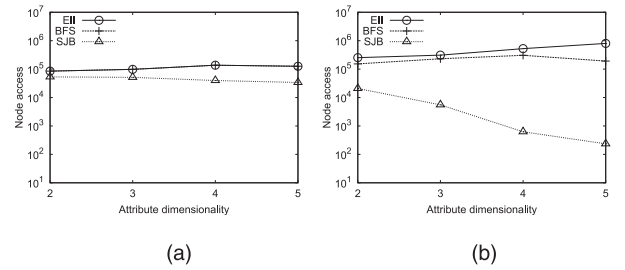 EII
BFS
SJB
Node access
10^7
10^6
10^5
10^4
10^3
10^2
10^1
2 3 4 5
Attribute dimensionality
(a)
EII
BFS
SJB
Node access
10^7
10^6
10^5
10^4
10^3
10^2
10^1
2 3 4 5
Attribute dimensionality
(b)